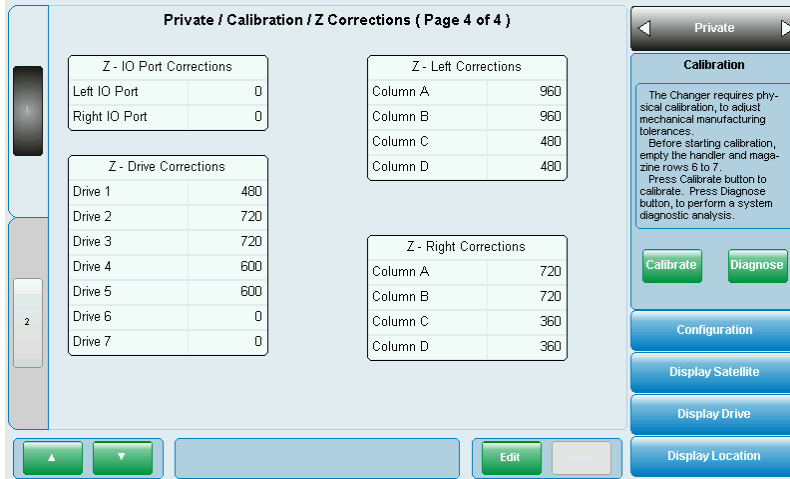 Private / Calibration / Z Corrections ( Page 4 of 4 )
Z - IO Port Corrections
Left IO Port 0
Right IO Port 0
Z - Drive Corrections
Drive 1 480
Drive 2 720
Drive 3 720
Drive 4 600
Drive 5 600
Drive 6 0
Drive 7 0
Z - Left Corrections
Column A 960
Column B 960
Column C 480
Column D 480
Z - Right Corrections
Column A 720
Column B 720
Column C 360
Column D 360
1
2
Edit
Private
Calibration
The Changer requires phy-
sical calibration, to adjust
mechanical manufacturing
tolerances.
Before starting calibration,
empty the handler and maga-
zine rows 6 to 7.
Press Calibrate button to
calibrate. Press Diagnose
button, to perform a system
diagnostic analysis.
Calibrate
Diagnose
Configuration
Display Satellite
Display Drive
Display Location